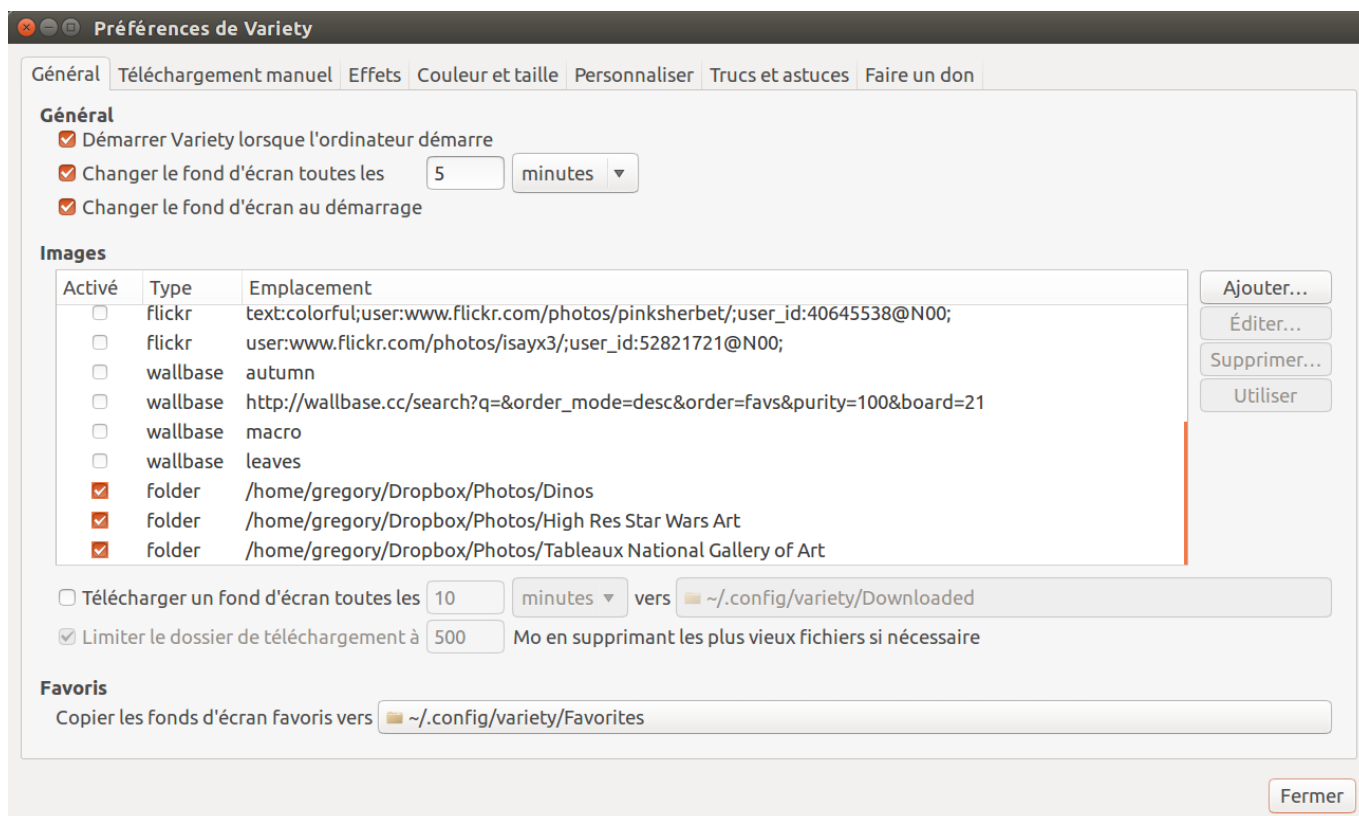 Préférences de Variety
Général Téléchargement manuel Effets Couleur et taille Personnaliser Trucs et astuces Faire un don
Général
Démarrer Variety lorsque l'ordinateur démarre
Changer le fond d'écran toutes les 5 minutes
Changer le fond d'écran au démarrage
Images
Activé Type Emplacement
flickr text:colorful;user:www.flickr.com/photos/pinksherbet/;user_id:40645538@N00;
flickr user:www.flickr.com/photos/isayx3/;user_id:52821721@N00;
wallbase autumn
wallbase http://wallbase.cc/search?q=&order_mode=desc&order=favs&purity=100&board=21
wallbase macro
wallbase leaves
folder /home/gregory/Dropbox/Photos/Dinos
folder /home/gregory/Dropbox/Photos/High Res Star Wars Art
folder /home/gregory/Dropbox/Photos/Tableaux National Gallery of Art
Ajouter...
Éditer...
Supprimer...
Utiliser
Télécharger un fond d'écran toutes les 10 minutes vers ~/.config/variety/Downloaded
Limiter le dossier de téléchargement à 500 Mo en supprimant les plus vieux fichiers si nécessaire
Favoris
Copier les fonds d'écran favoris vers ~/.config/variety/Favorites
Fermer